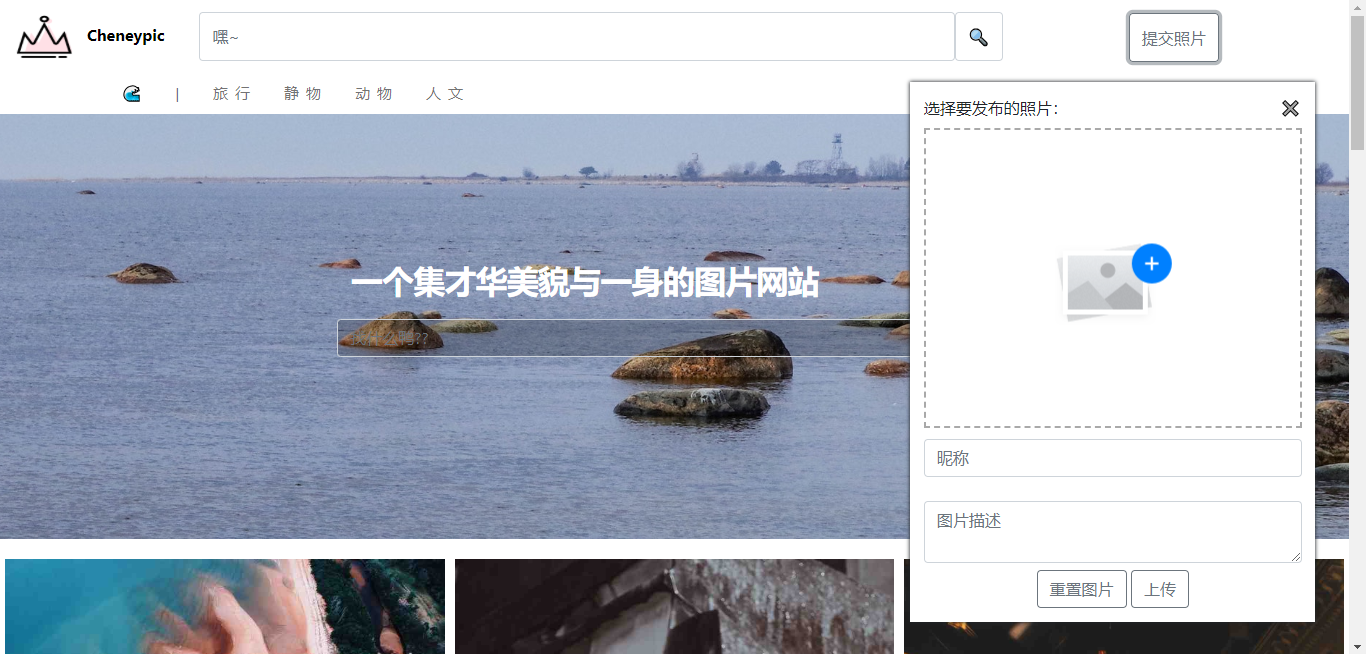 Cheneypic
嘿~
提交照片
|
旅 行
静 物
动 物
人 文
选择要发布的照片：
一个集才华美貌与一身的图片网站
昵称
图片描述
重置图片
上传